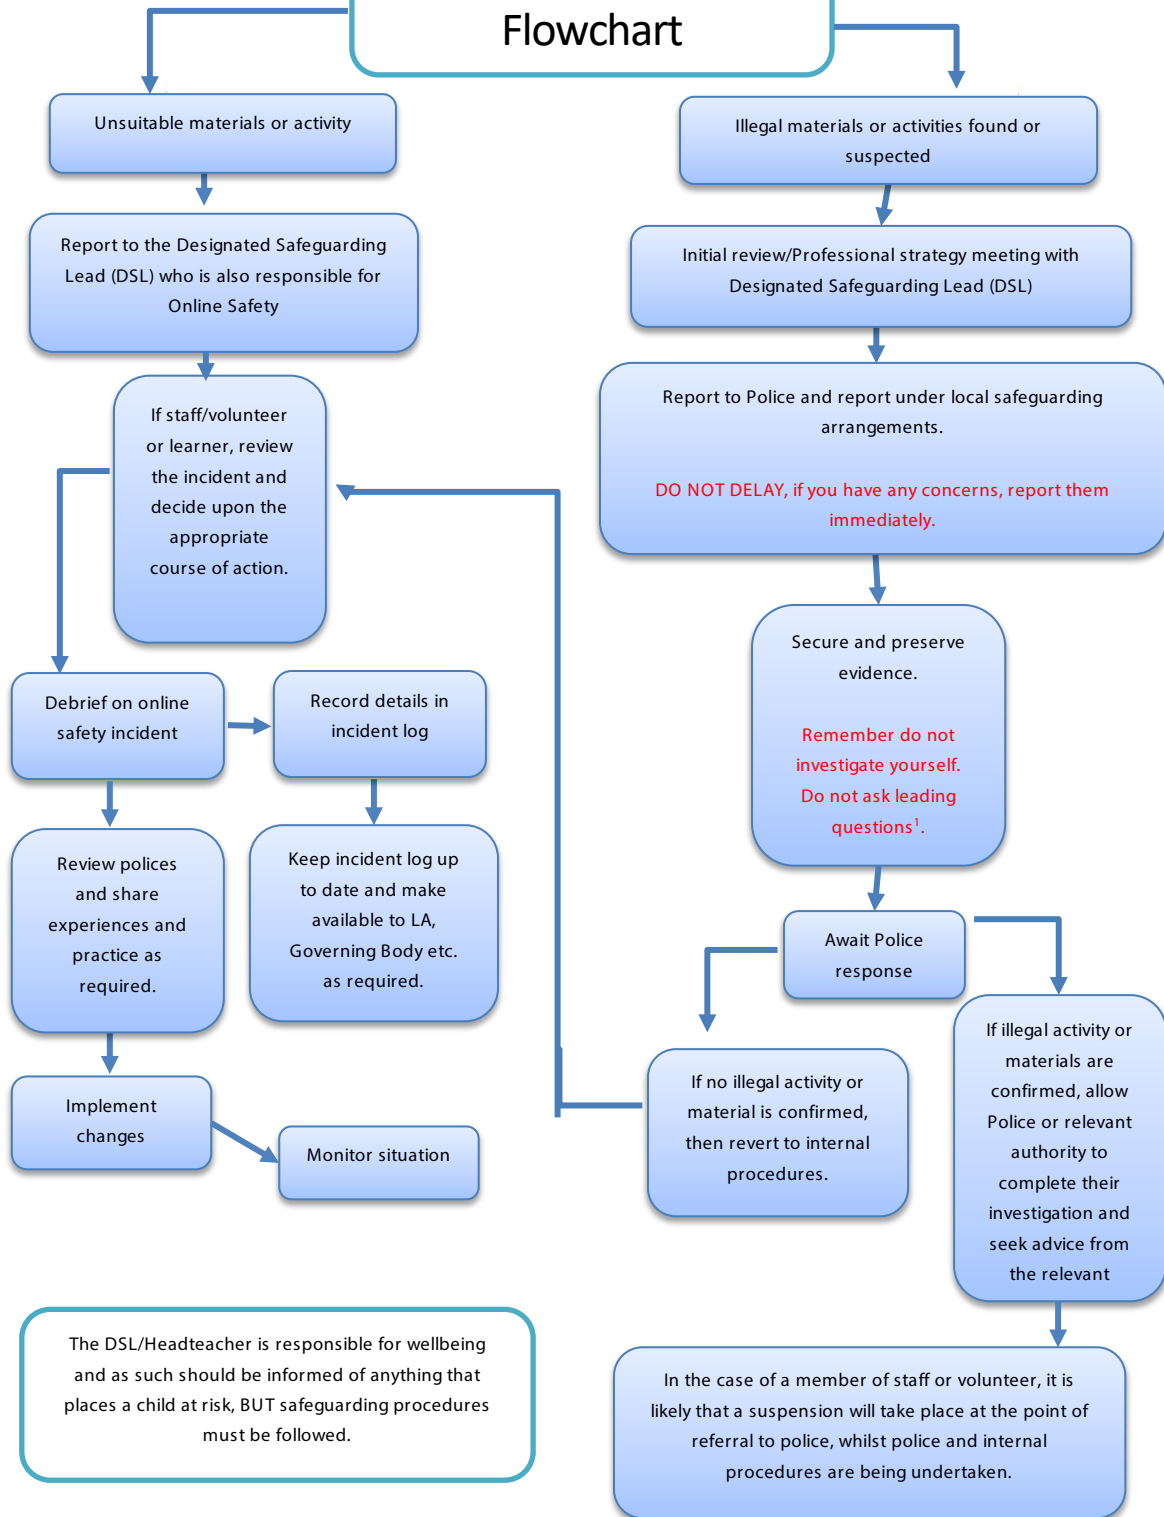 Flowchart
Unsuitable materials or activity
Report to the Designated Safeguarding
Lead (DSL) who is also responsible for
Online Safety
If staff/volunteer
or learner, review
the incident and
decide upon the
appropriate
course of action.
Debrief on online
safety incident
Record details in
incident log
Review polices
and share
experiences and
practice as
required.
Keep incident log up
to date and make
available to LA,
Governing Body etc.
as required.
Implement
changes
Monitor situation
The DSL/Headteacher is responsible for wellbeing
and as such should be informed of anything that
places a child at risk, BUT safeguarding procedures
must be followed.
Illegal materials or activities found or
suspected
Initial review/Professional strategy meeting with
Designated Safeguarding Lead (DSL)
Report to Police and report under local safeguarding
arrangements.
DO NOT DELAY, if you have any concerns, report them
immediately.
Secure and preserve
evidence.
Remember do not
investigate yourself.
Do not ask leading
questions¹.
Await Police
response
If no illegal activity or
material is confirmed,
then revert to internal
procedures.
If illegal activity or
materials are
confirmed, allow
Police or relevant
authority to
complete their
investigation and
seek advice from
the relevant
In the case of a member of staff or volunteer, it is
likely that a suspension will take place at the point of
referral to police, whilst police and internal
procedures are being undertaken.